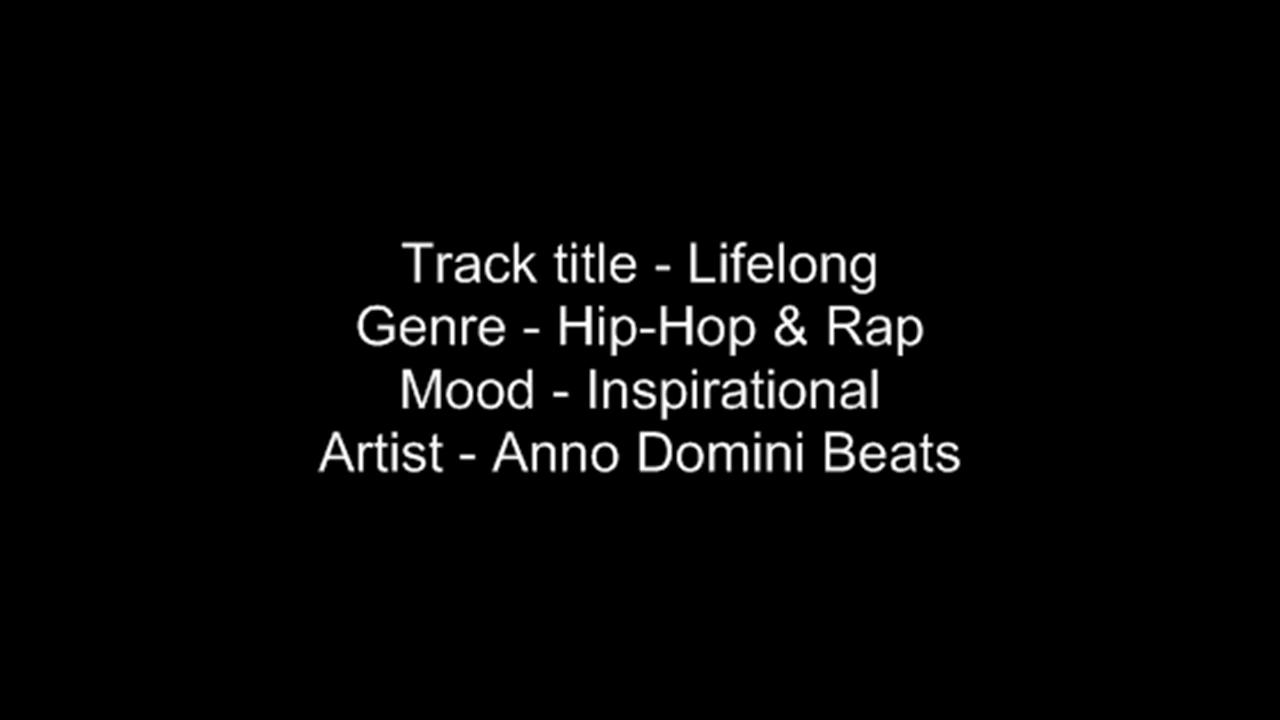 Track title - Lifelong
Genre - Hip-Hop & Rap
Mood - Inspirational
Artist - Anno Domini Beats